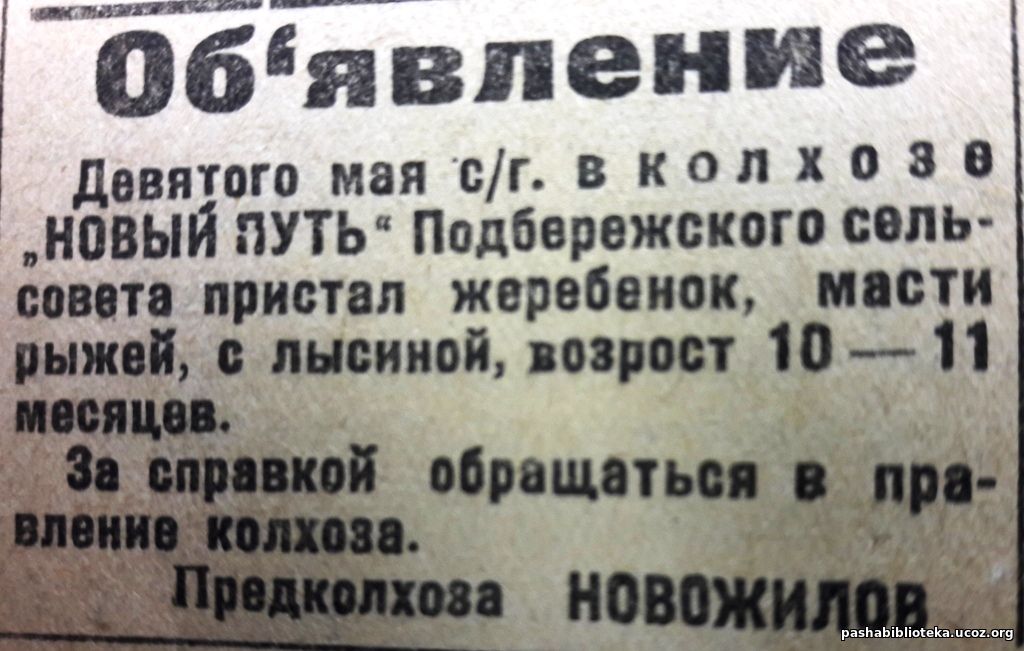 Об‘явление
Девятого мая с/г. в колхозе
„НОВЫЙ ПУТЬ“ Подбережского сель-
совета пристал жеребенок, масти
рыжей, с лысиной, возрост 10 — 11
месяцев.
За справкой обращаться в пра-
вление колхоза.
Предколхоза НОВОЖИЛОВ
pashabiblioteka.ucoz.org